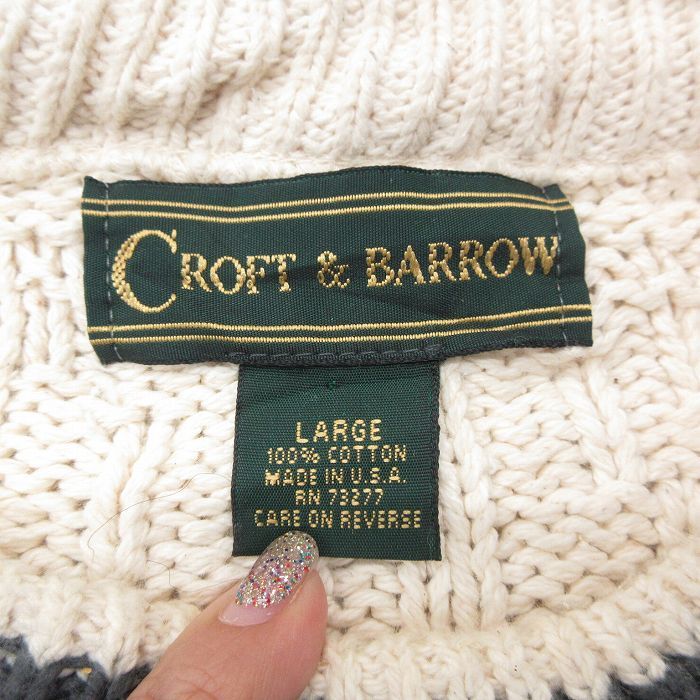 CROFT & BARROW
LARGE
100% COTTON
MADE IN U.S.A.
RN 73277
CARE ON REVERSE